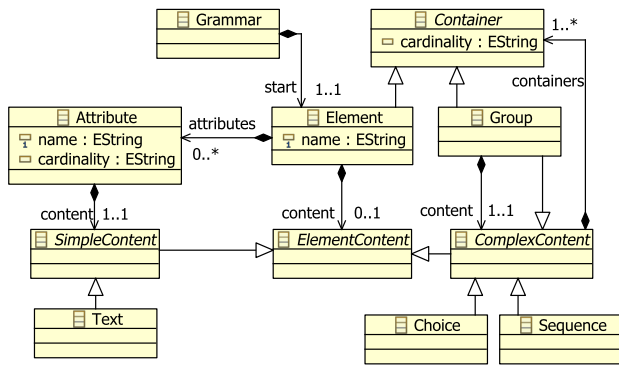 Grammar
Container
cardinality : EString
1..*
containers
start
1..1
Attribute
name : EString
cardinality : EString
attributes
0..*
Element
name : EString
Group
content
1..1
content
0..1
content
1..1
SimpleContent
ElementContent
ComplexContent
Text
Choice
Sequence